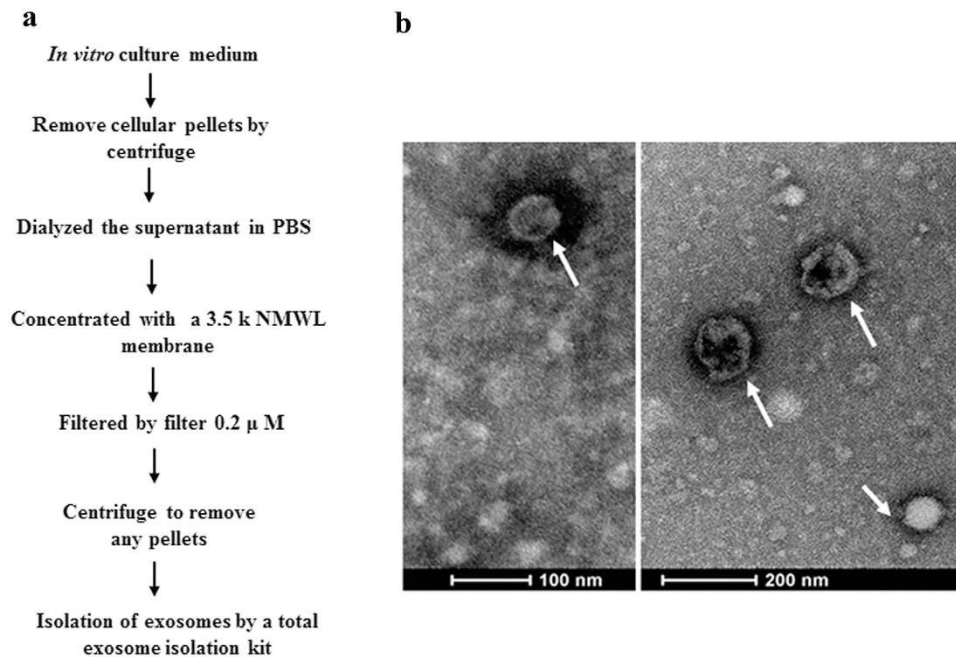 a
In vitro culture medium
Remove cellular pellets by
centrifuge
Dialyzed the supernatant in PBS
Concentrated with a 3.5 k NMWL
membrane
Filtered by filter 0.2 µ M
Centrifuge to remove
any pellets
Isolation of exosomes by a total
exosome isolation kit
b
100 nm
200 nm